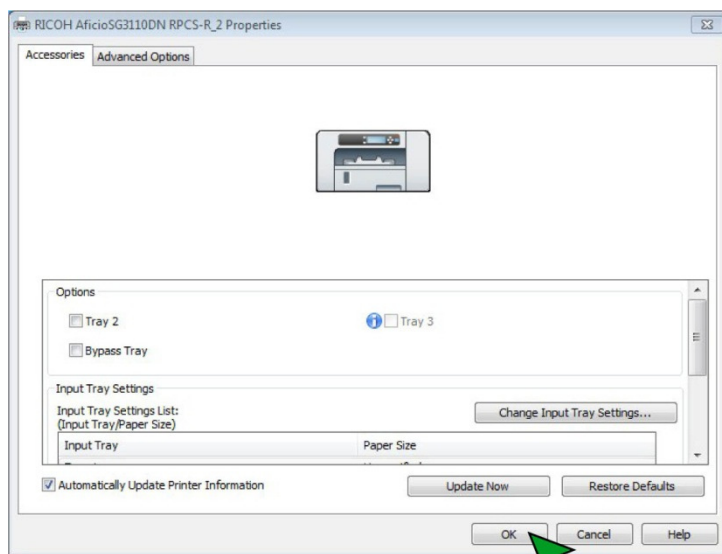 RICOH AficioSG3110DN RPCS-R_2 Properties
Accessories Advanced Options
Options
Tray 2 Tray 3
Bypass Tray
Input Tray Settings
Input Tray Settings List:
(Input Tray/Paper Size)
Change Input Tray Settings...
Input Tray Paper Size
Automatically Update Printer Information Update Now Restore Defaults
OK Cancel Help